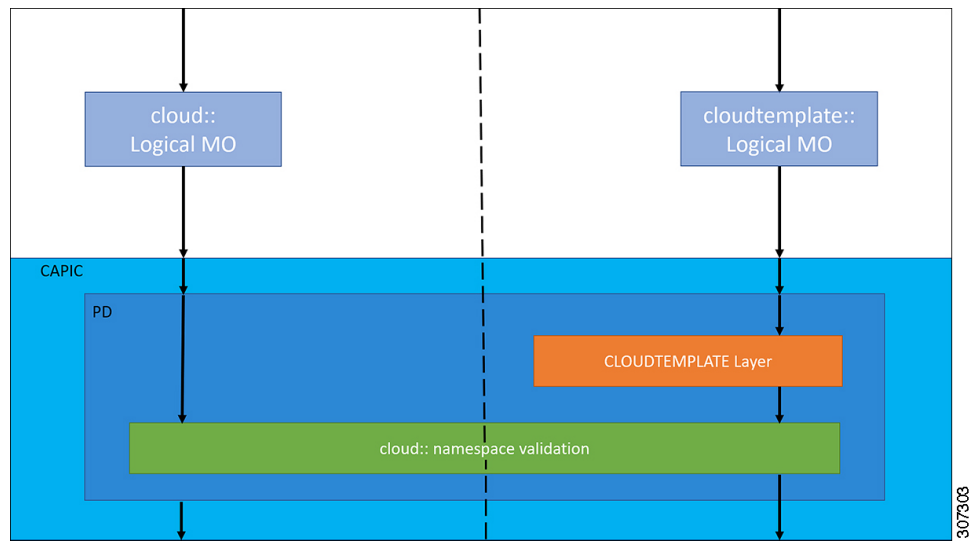 cloud::
Logical MO
cloudtemplate::
Logical MO
CAPIC
PD
CLOUDTEMPLATE Layer
cloud:: namespace validation
307303